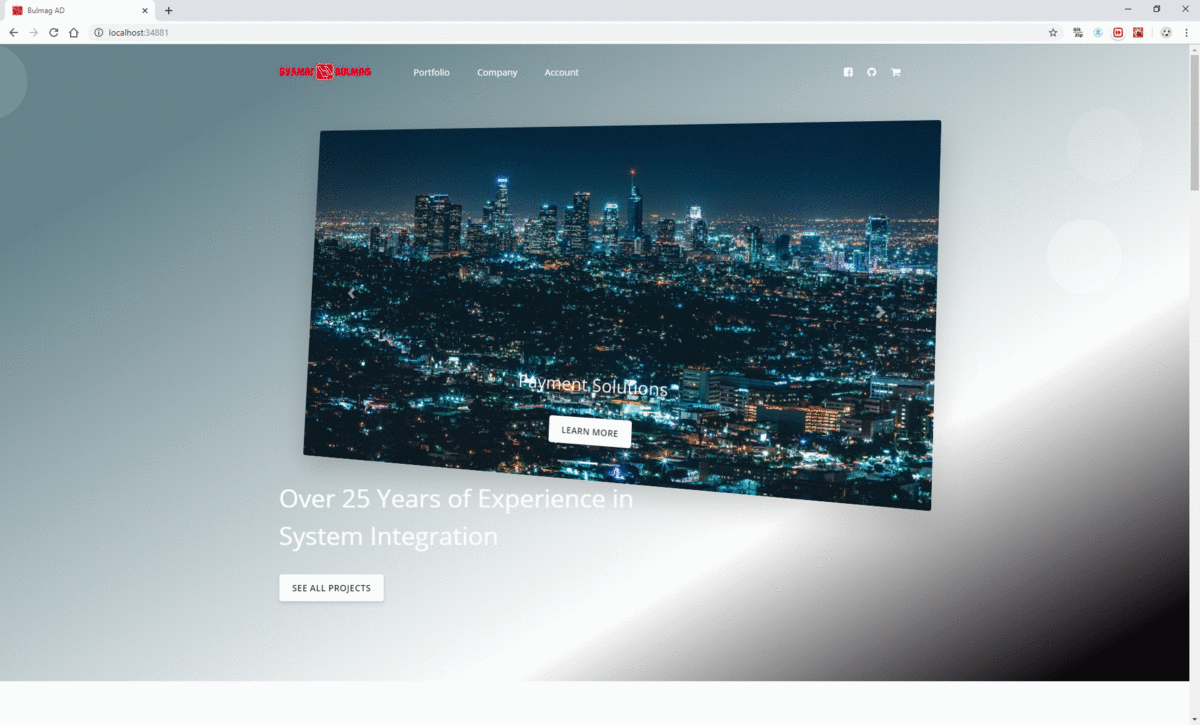 Bulmag AD
localhost:34881
БУЛМАГ BULMAG
Portfolio
Company
Account
Payment Solutions
LEARN MORE
Over 25 Years of Experience in
System Integration
SEE ALL PROJECTS